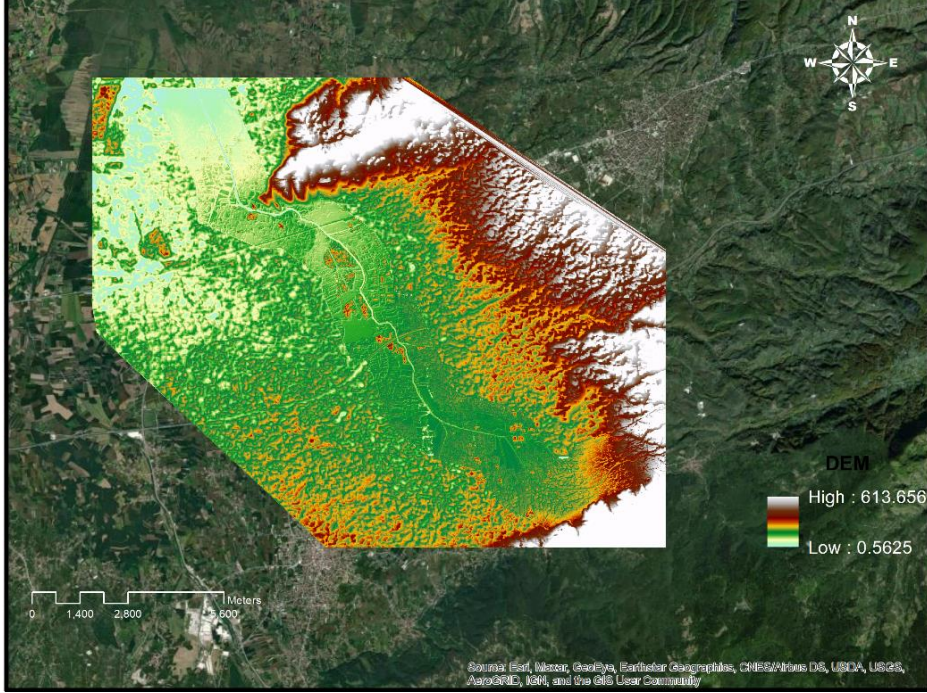 N
W E
S
DEM
High : 613.656
Low : 0.5625
Meters
0 1,400 2,800 5,600
Source: Esri, Maxar, GeoEye, Earthstar Geographics, CNES/Airbus DS, USDA, USGS,
AeroGRID, IGN, and the GIS User Community